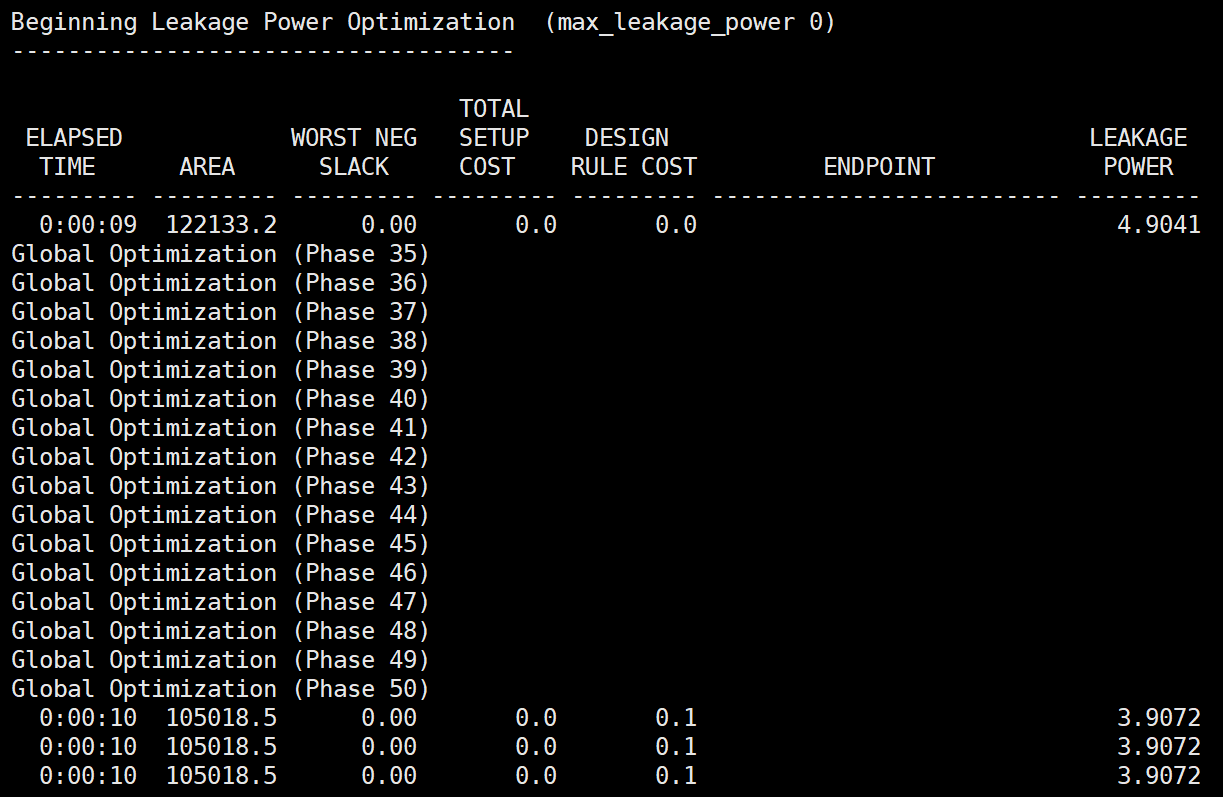 Beginning Leakage Power Optimization  (max_leakage_power 0)
------------------------------------

                                TOTAL
 ELAPSED            WORST NEG   SETUP    DESIGN                              LEAKAGE
  TIME      AREA      SLACK     COST    RULE COST         ENDPOINT            POWER
--------- --------- --------- --------- --------- ------------------------- ---------
  0:00:09  122133.2      0.00       0.0       0.0                              4.9041
Global Optimization (Phase 35)
Global Optimization (Phase 36)
Global Optimization (Phase 37)
Global Optimization (Phase 38)
Global Optimization (Phase 39)
Global Optimization (Phase 40)
Global Optimization (Phase 41)
Global Optimization (Phase 42)
Global Optimization (Phase 43)
Global Optimization (Phase 44)
Global Optimization (Phase 45)
Global Optimization (Phase 46)
Global Optimization (Phase 47)
Global Optimization (Phase 48)
Global Optimization (Phase 49)
Global Optimization (Phase 50)
  0:00:10  105018.5      0.00       0.0       0.1                              3.9072
  0:00:10  105018.5      0.00       0.0       0.1                              3.9072
  0:00:10  105018.5      0.00       0.0       0.1                              3.9072